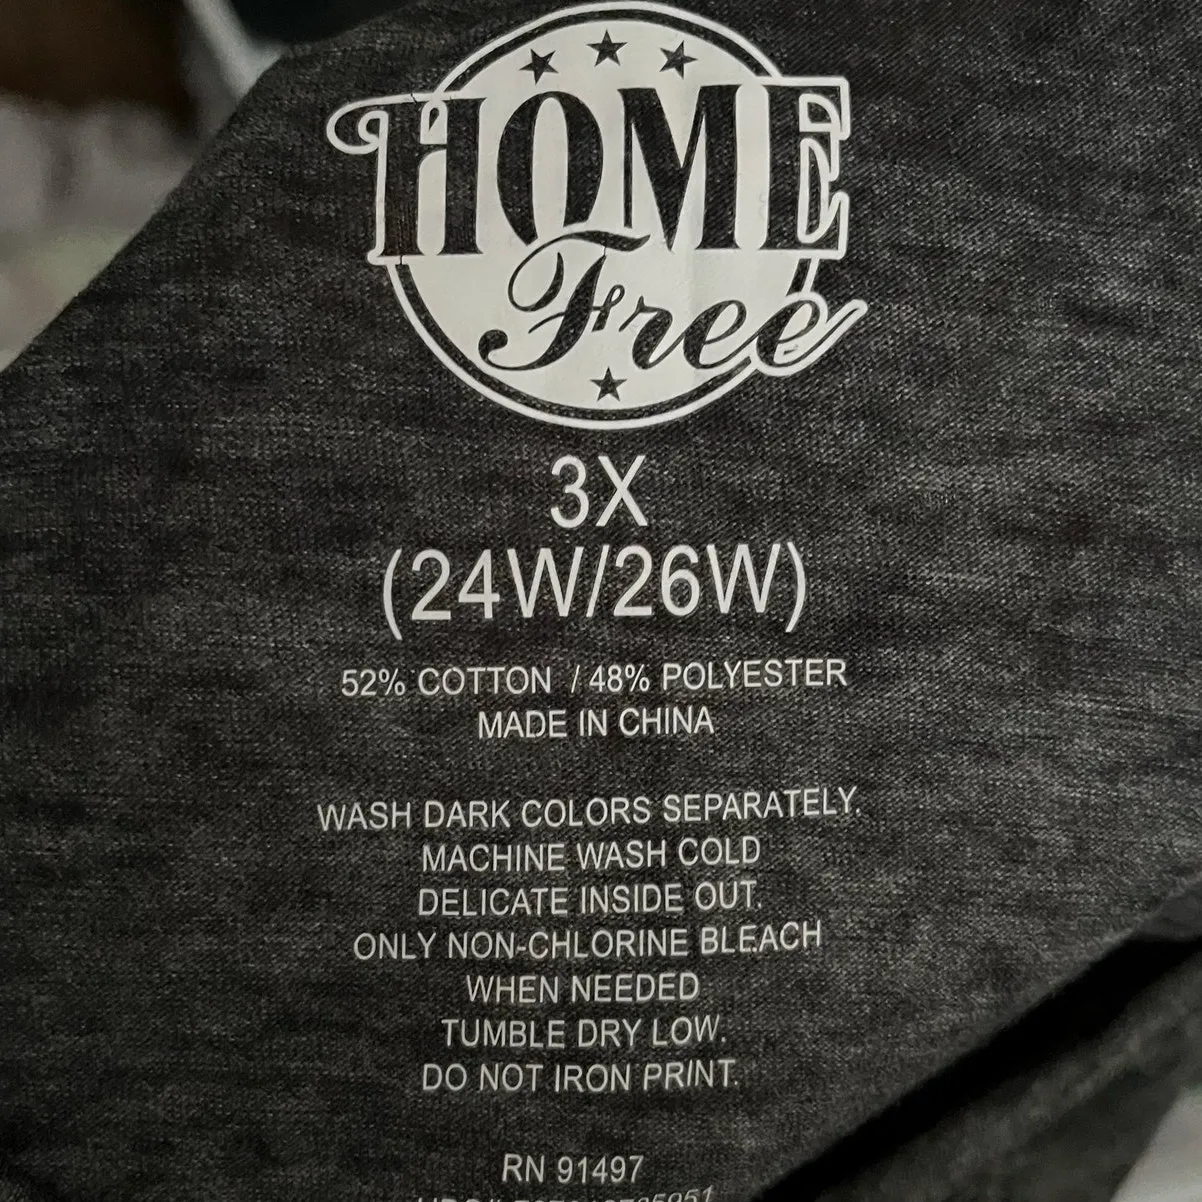 HOME
Free
3X
(24W/26W)
52% COTTON / 48% POLYESTER
MADE IN CHINA
WASH DARK COLORS SEPARATELY.
MACHINE WASH COLD
DELICATE INSIDE OUT.
ONLY NON-CHLORINE BLEACH
WHEN NEEDED
TUMBLE DRY LOW.
DO NOT IRON PRINT.
RN 91497